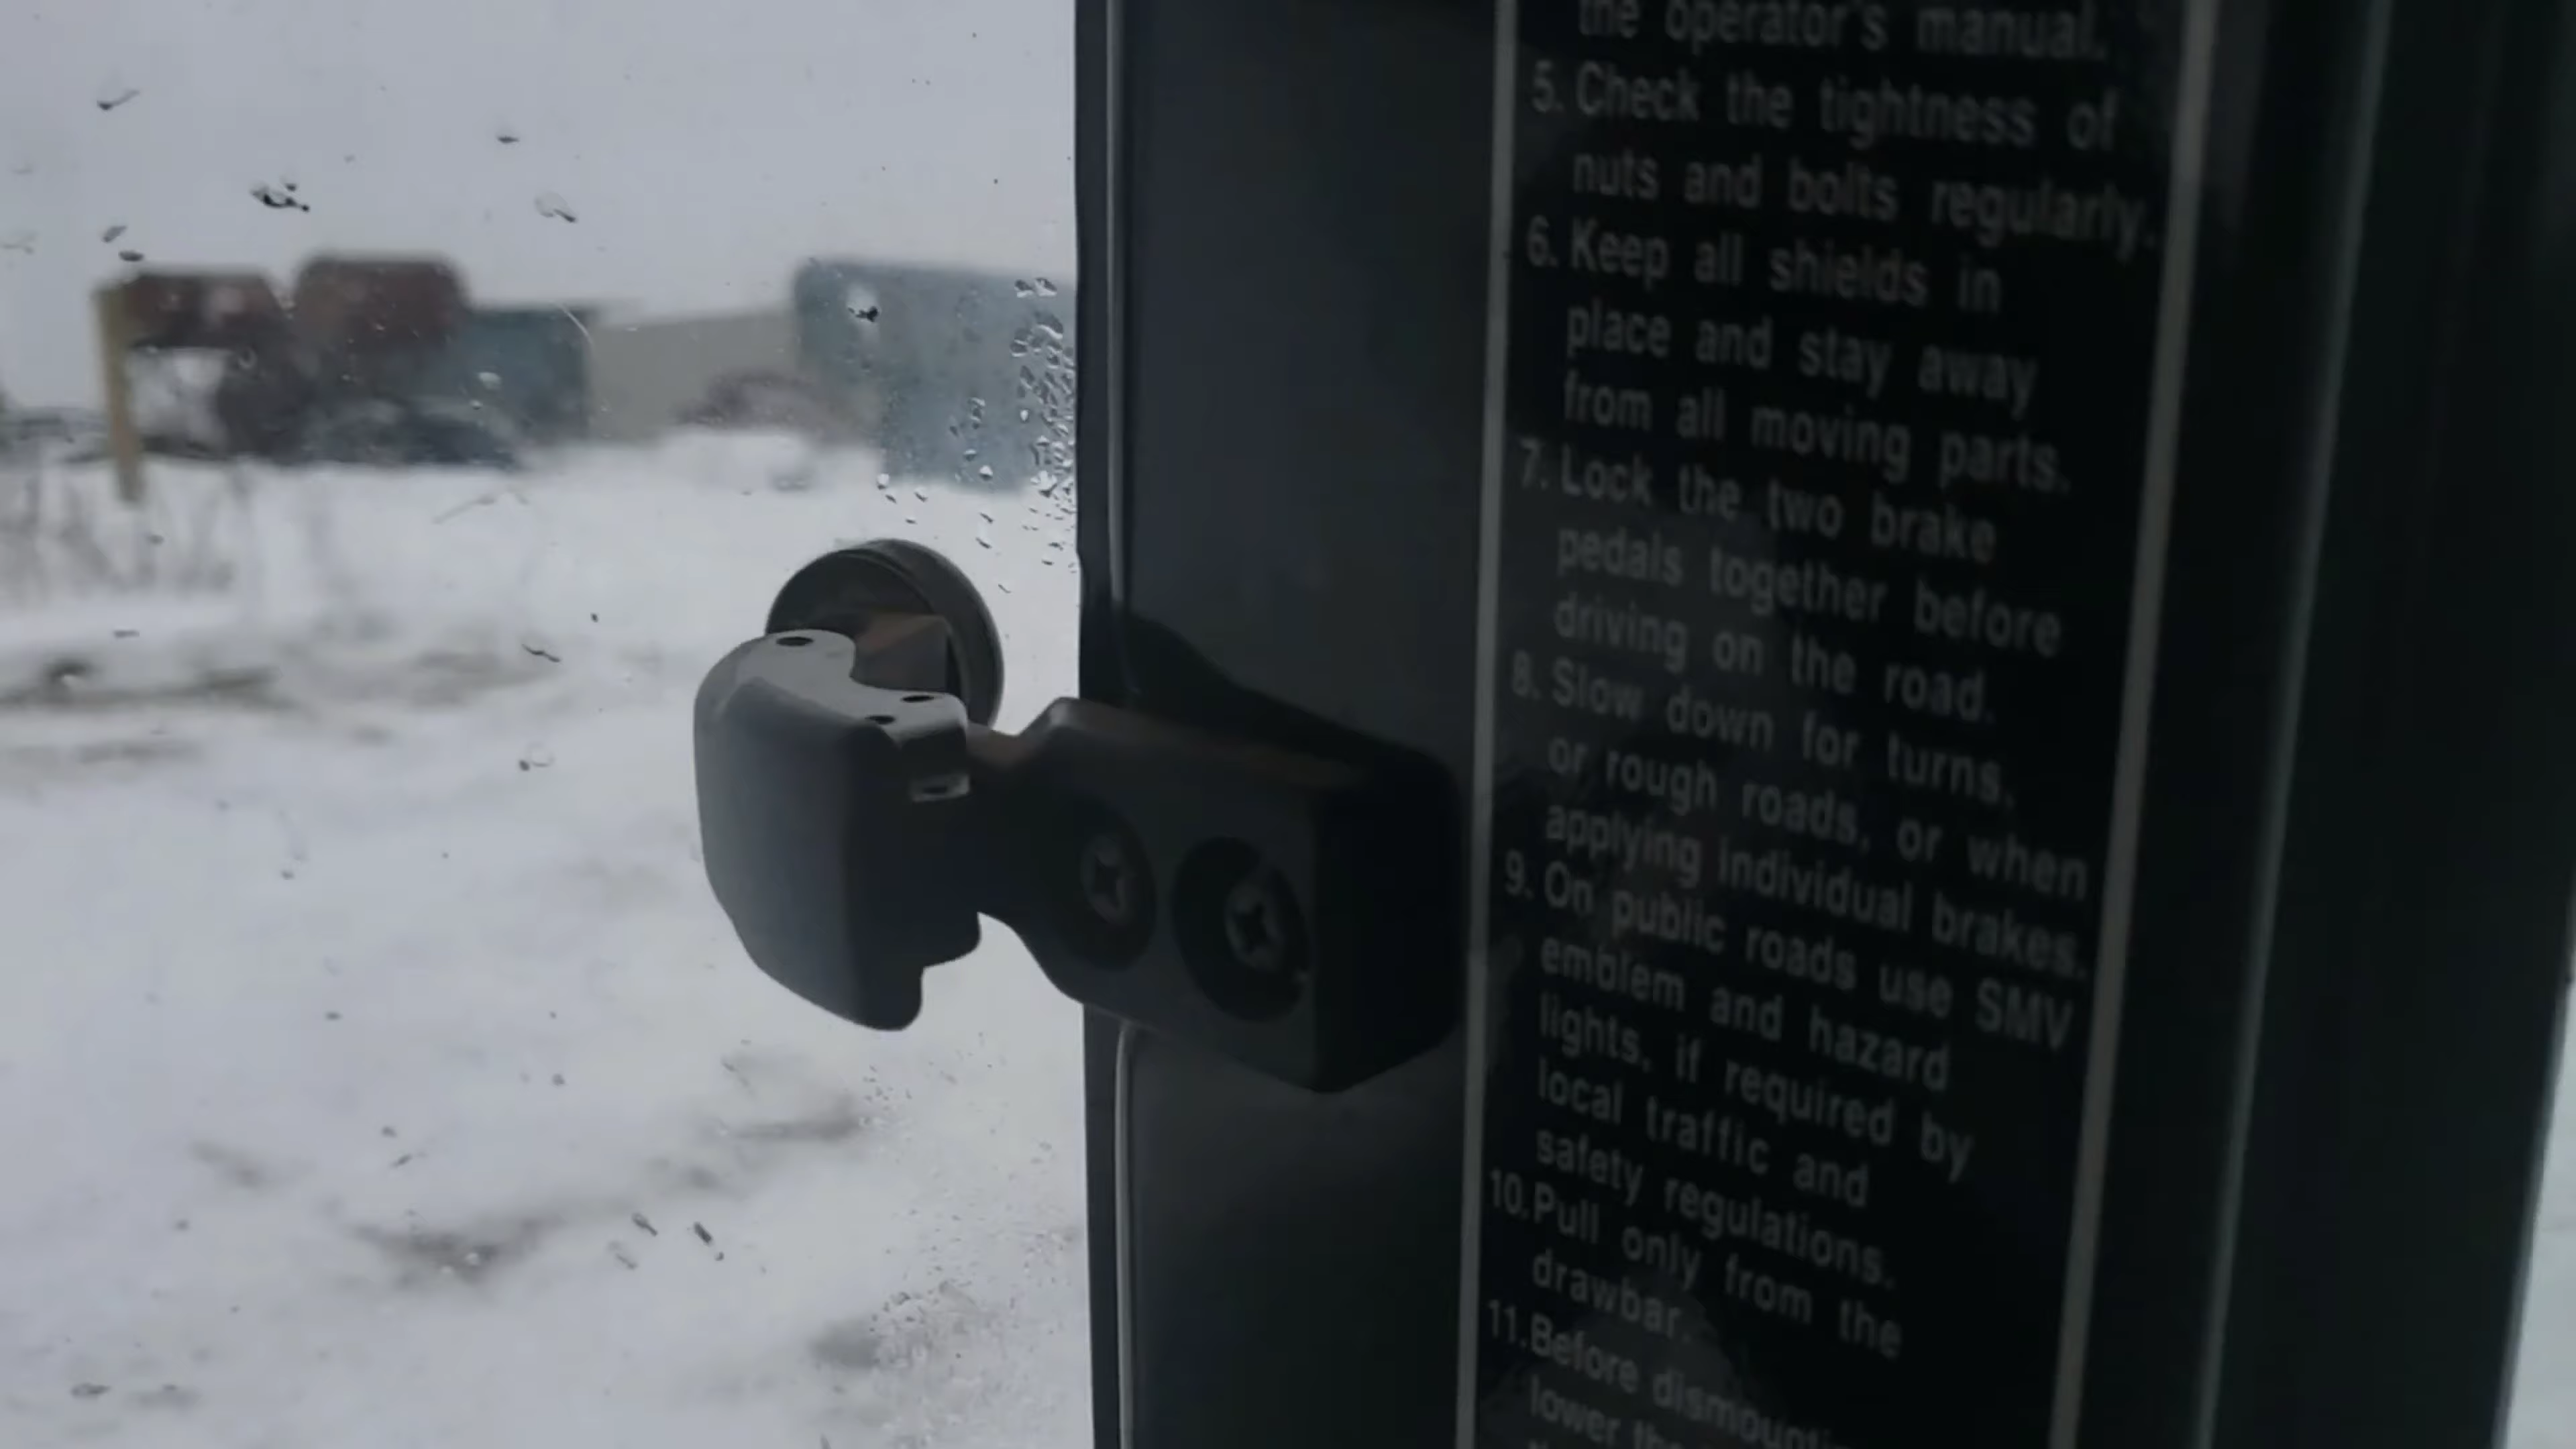 the operator's manual.
5. Check the tightness of
nuts and bolts regularly.
6. Keep all shields in
place and stay away
from all moving parts.
7. Lock the two brake
pedals together before
driving on the road.
8. Slow down for turns,
or rough roads, or when
applying individual brakes.
9. On public roads use SMV
emblem and hazard
lights, if required by
local traffic and
safety regulations.
10. Pull only from the
drawbar.
11. Before
lower